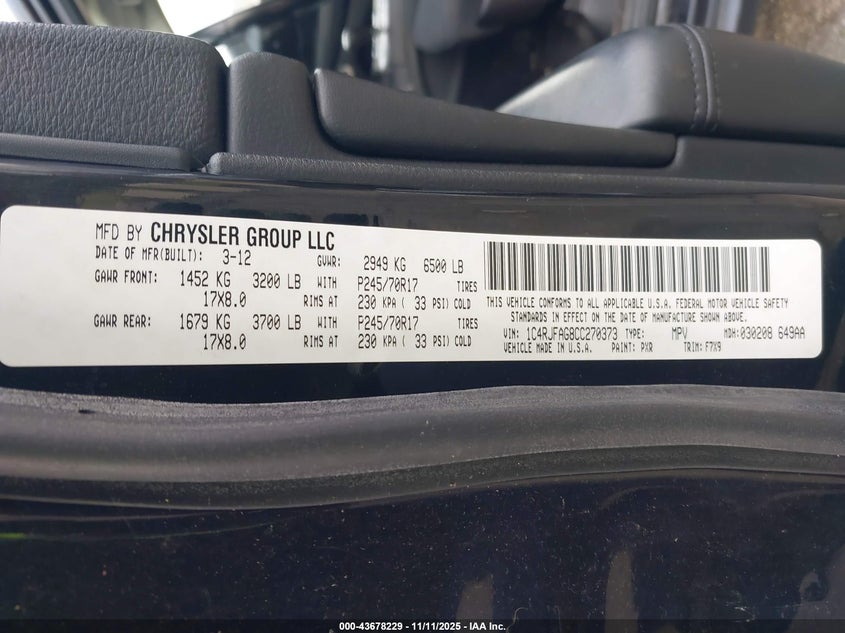 MFD BY CHRYSLER GROUP LLC
DATE OF MFR(BUILT): 3-12 GVWR: 2949 KG 6500 LB
GAWR FRONT: 1452 KG 3200 LB WITH P245/70R17 TIRES
17X8.0 RIMS AT 230 KPA ( 33 PSI) COLD
GAWR REAR: 1679 KG 3700 LB WITH P245/70R17 TIRES
17X8.0 RIMS AT 230 KPA ( 33 PSI) COLD
THIS VEHICLE CONFORMS TO ALL APPLICABLE U.S.A. FEDERAL MOTOR VEHICLE SAFETY
STANDARDS IN EFFECT ON THE DATE OF MANUFACTURE SHOWN ABOVE.
VIN: 1C4RJFAG8CC270373 TYPE: MPV MDH: 030208 649AA
VEHICLE MADE IN U.S.A. PAINT: PXR TRIM: F7X9
000-43678229 - 11/11/2025 - IAA Inc.